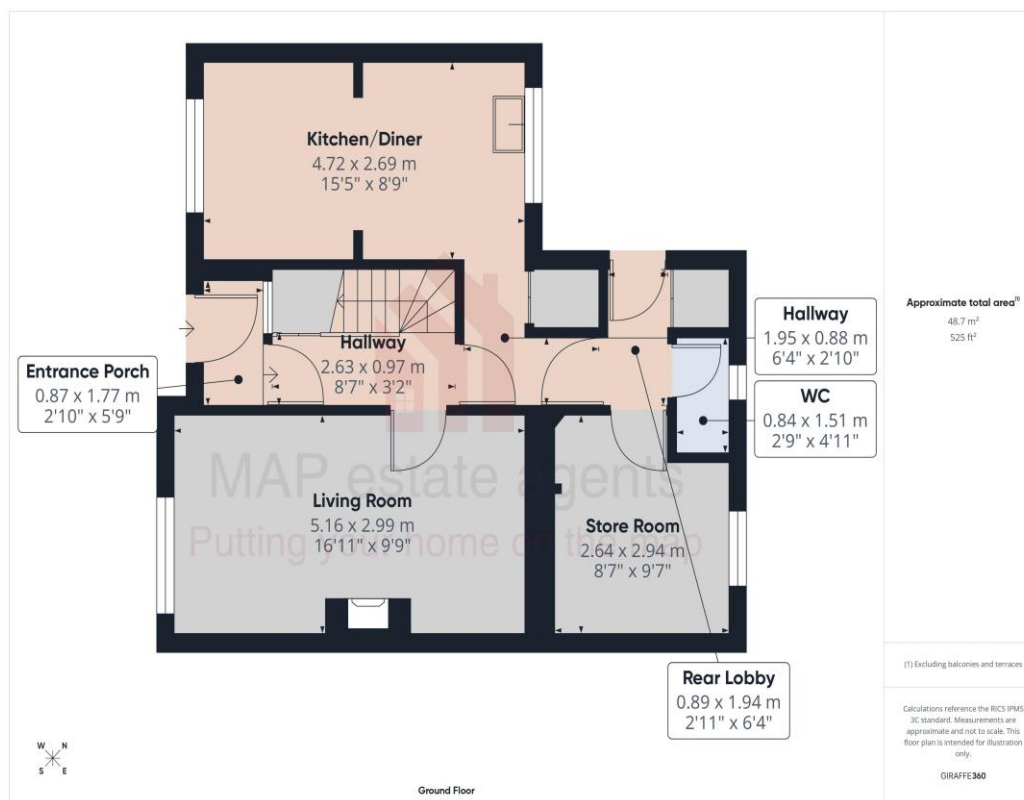 Kitchen/Diner
4.72 x 2.69 m
15'5" x 8'9"
Hallway
2.63 x 0.97 m
8'7" x 3'2"
Entrance Porch
0.87 x 1.77 m
2'10" x 5'9"
Hallway
1.95 x 0.88 m
6'4" x 2'10"
WC
0.84 x 1.51 m
2'9" x 4'11"
MAP estate agents
Putting your home on the map
Living Room
5.16 x 2.99 m
16'11" x 9'9"
Store Room
2.64 x 2.94 m
8'7" x 9'7"
Rear Lobby
0.89 x 1.94 m
2'11" x 6'4"
W N
S E
Ground Floor
Approximate total area(1)
48.7 m²
525 ft²
(1) Excluding balconies and terraces
Calculations reference the RICS IPMS
3C standard. Measurements are
approximate and not to scale. This
floor plan is intended for illustration
only.
GIRAFFE360